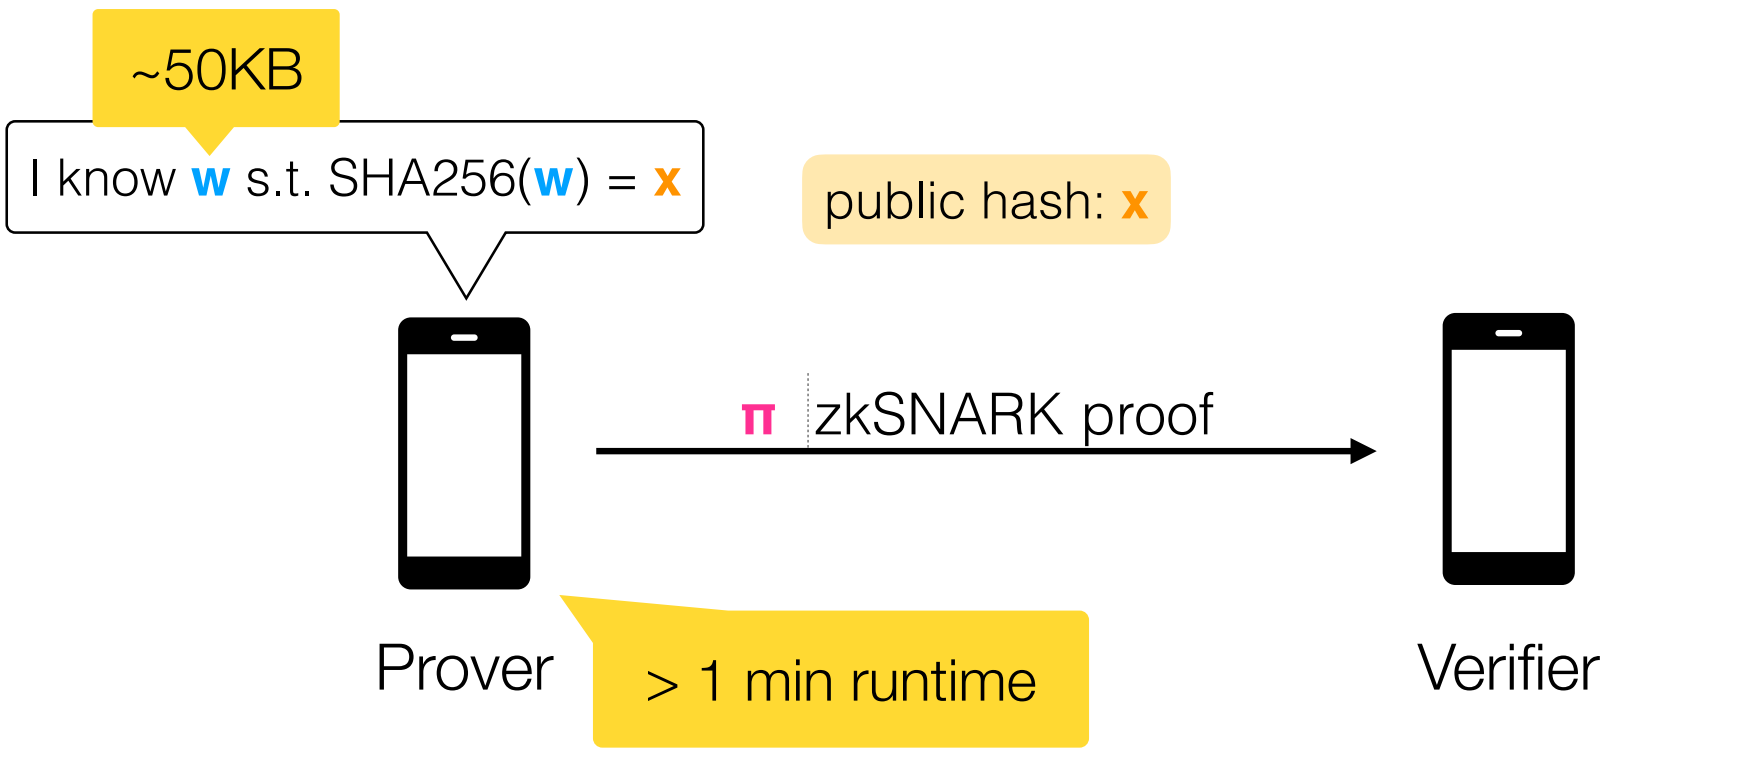 ~50KB
I know w s.t. SHA256(w) = x
public hash: x
π zkSNARK proof
Prover
> 1 min runtime
Verifier